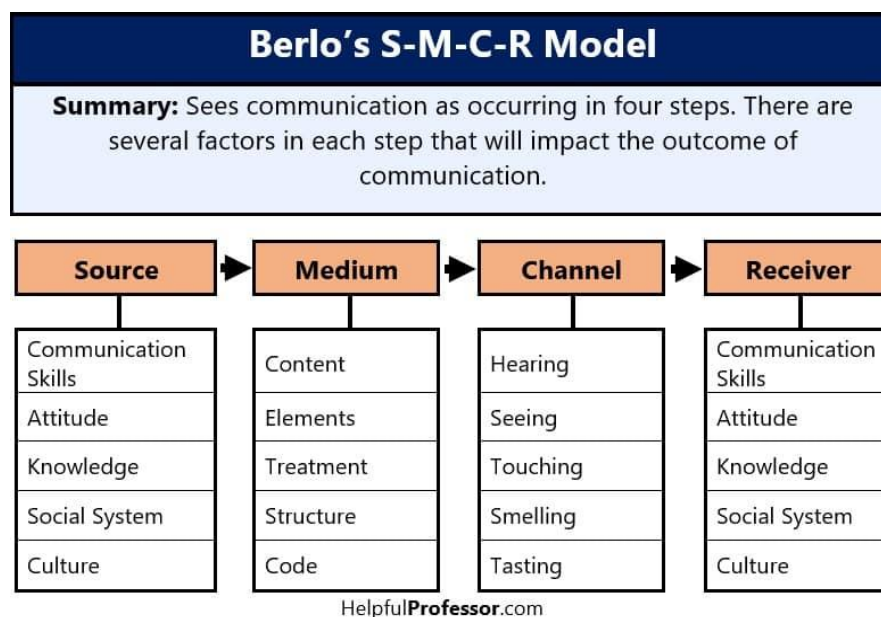 Berlo's S-M-C-R Model
Summary: Sees communication as occurring in four steps. There are
several factors in each step that will impact the outcome of
communication.
Source
Medium
Channel
Receiver
Communication
Skills
Attitude
Knowledge
Social System
Culture
Content
Elements
Treatment
Structure
Code
Hearing
Seeing
Touching
Smelling
Tasting
Communication
Skills
Attitude
Knowledge
Social System
Culture
HelpfulProfessor.com